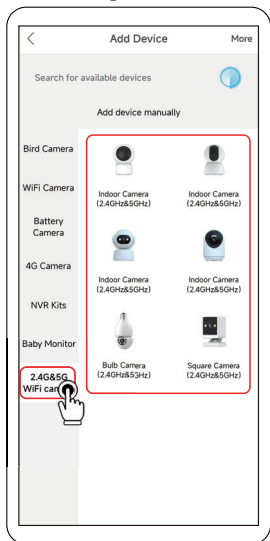 Add Device More
Search for available devices
Add device manually
Bird Camera
WiFi Camera
Indoor Camera Indoor Camera
(2.4GHz&5GHz) (2.4GHz&5GHz)
Battery
Camera
4G Camera
Indoor Camera Indoor Camera
(2.4GHz&5GHz) (2.4GHz&5GHz)
NVR Kits
Baby Monitor
Bulb Camera Square Camera
(2.4GHz&5GHz) (2.4GHz&5GHz)
2.4G&5G
WiFi